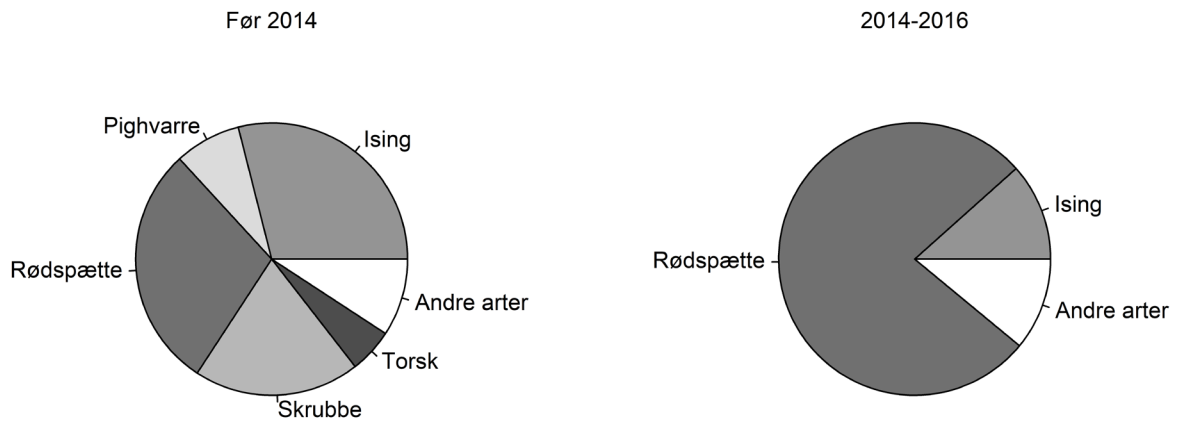 Før 2014
Pighvarre
Ising
Rødspætte
Andre arter
Torsk
Skrubbe
2014-2016
Ising
Rødspætte
Andre arter